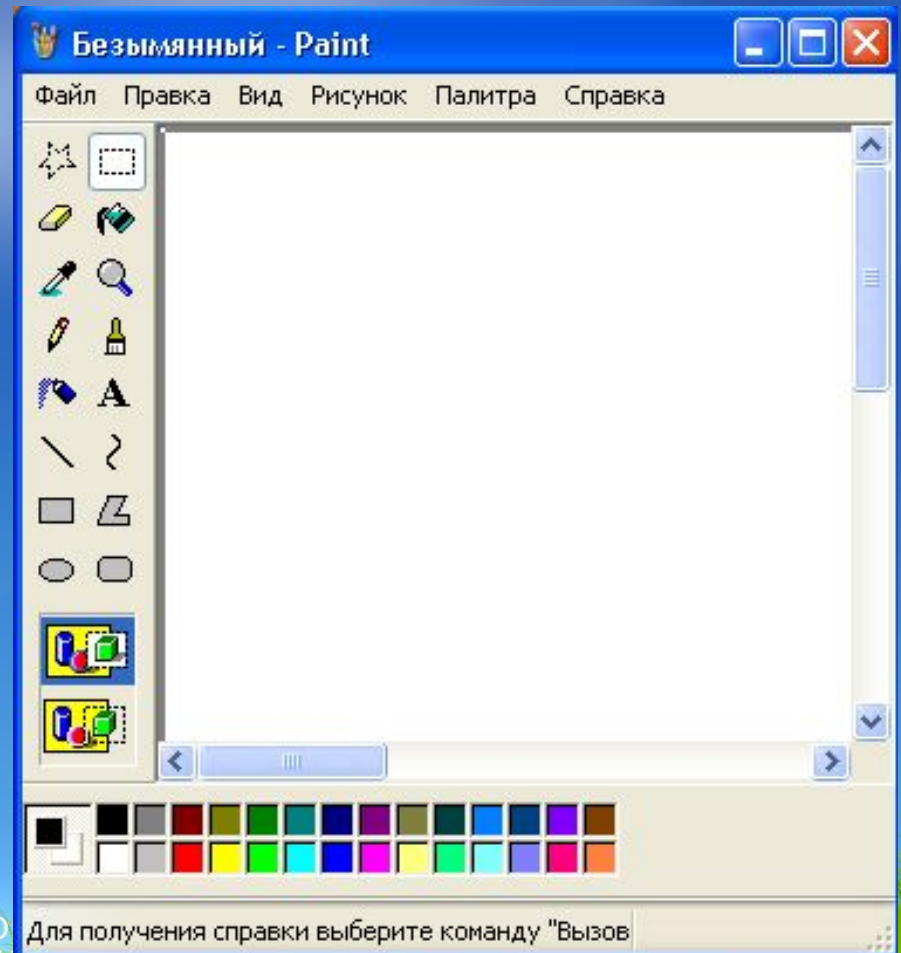 Безымянный - Paint
Файл Правка Вид Рисунок Палитра Справка
A
Для получения справки выберите команду "Вызов